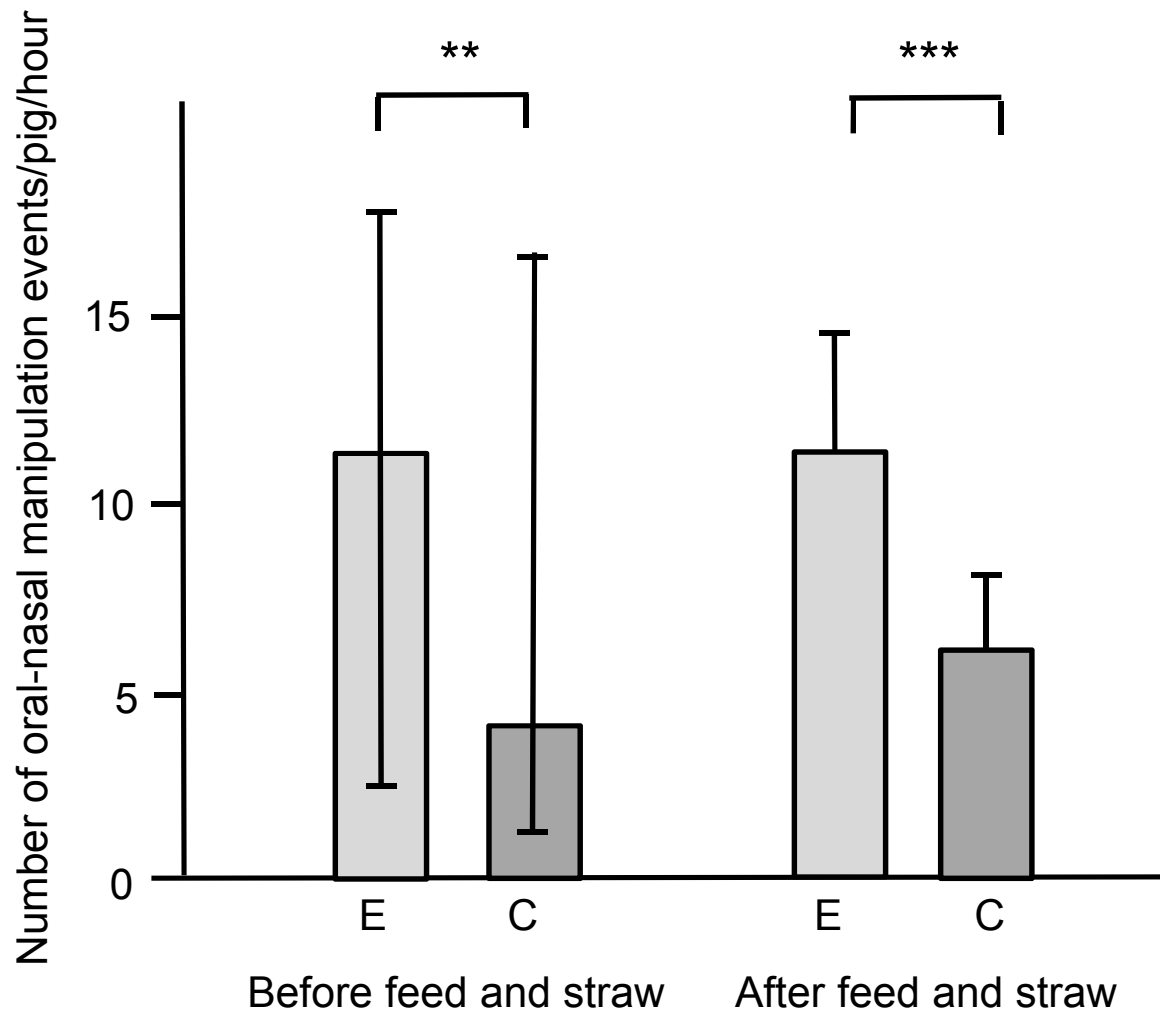 Number of oral-nasal manipulation events/pig/hour
**
***
15
10
5
0
E
C
E
C
Before feed and straw
After feed and straw